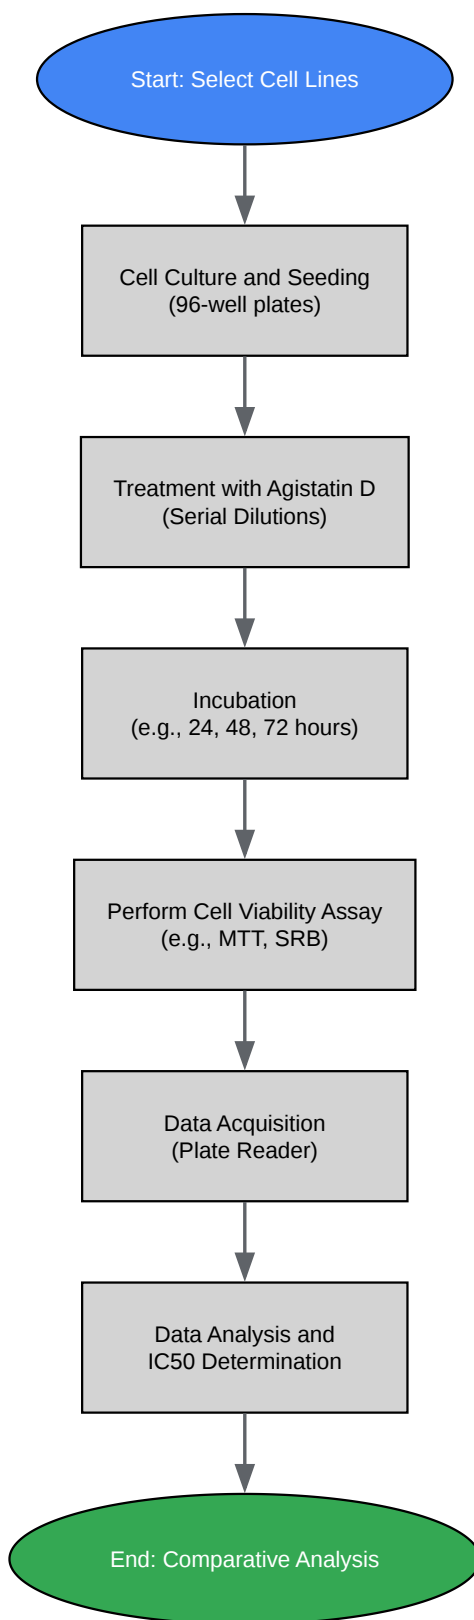 Start: Select Cell Lines
Cell Culture and Seeding
(96-well plates)
Treatment with Agistatin D
(Serial Dilutions)
Incubation
(e.g., 24, 48, 72 hours)
Perform Cell Viability Assay
(e.g., MTT, SRB)
Data Acquisition
(Plate Reader)
Data Analysis and
IC50 Determination
End: Comparative Analysis